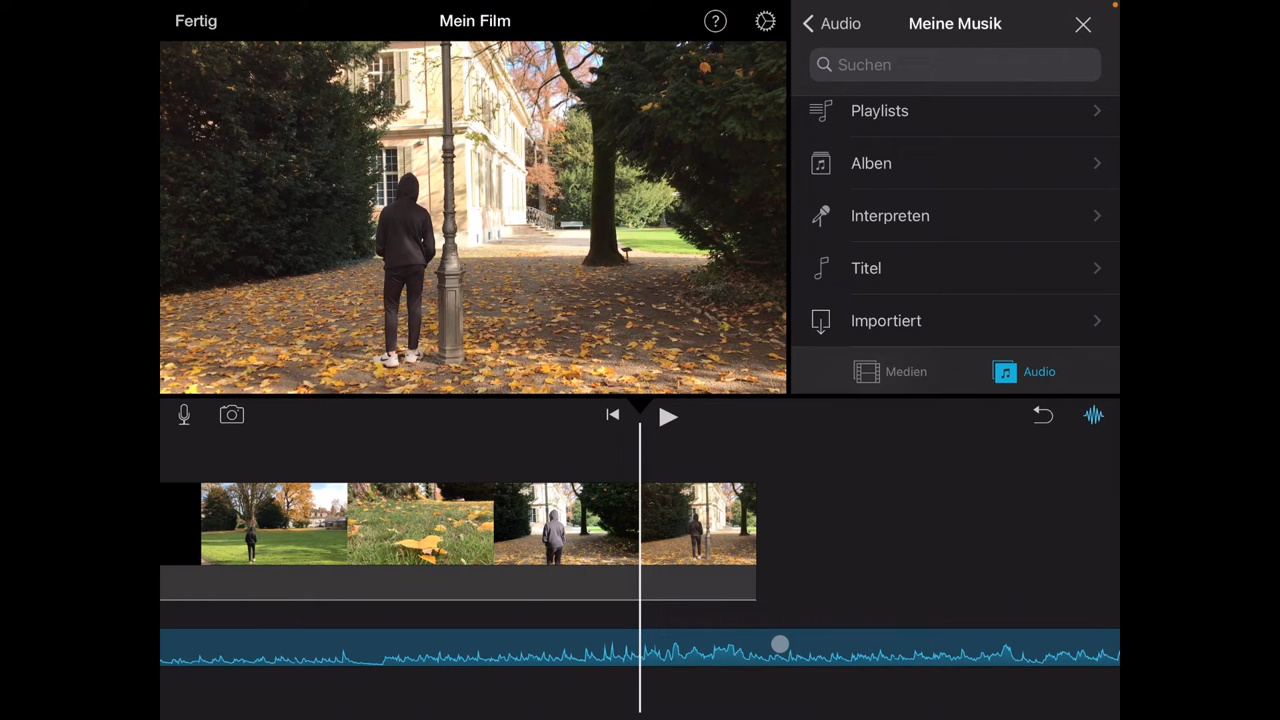 Fertig
Mein Film
?
Audio
Meine Musik
Suchen
Playlists
Alben
Interpreten
Titel
Importiert
Medien
Audio